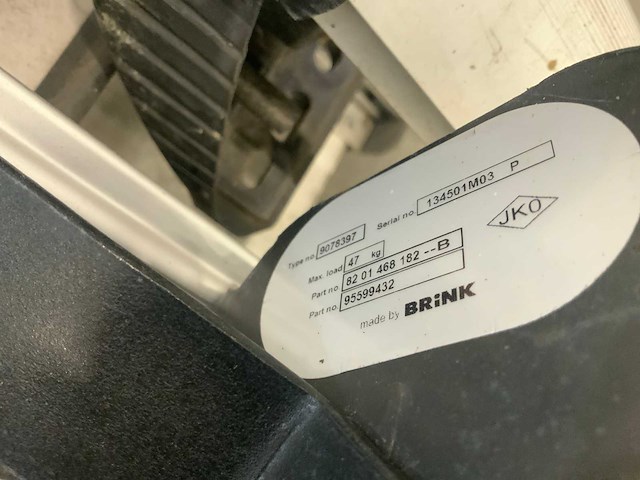 Type no. 9078397 Serial no. 134501M03 P
Max. load 47 kg
Part no. 82 01 468 182 --B
Part no. 95599432
JKO
made by BRiNK